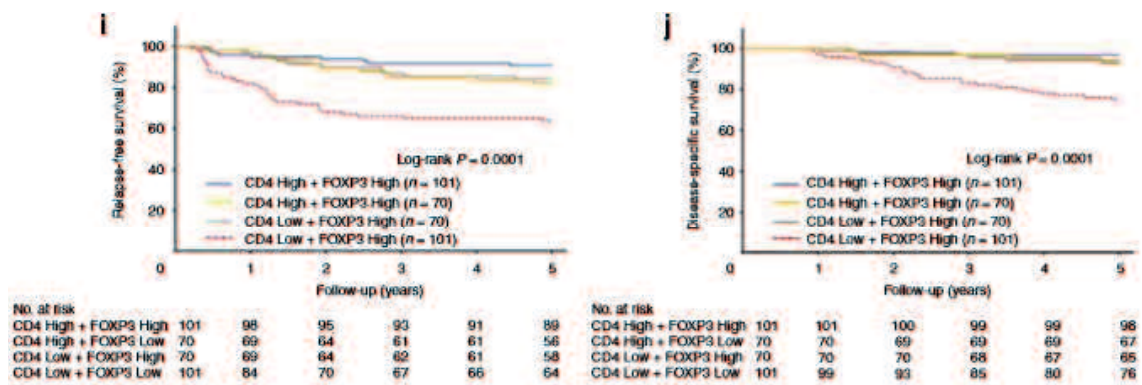 i
Relapse-free survival (%)
100
80
60
40
20
0
Log-rank P = 0.0001
CD4 High + FOXP3 High (n = 101)
CD4 High + FOXP3 High (n = 70)
CD4 Low + FOXP3 High (n = 70)
CD4 Low + FOXP3 High (n = 101)
1 2 3 4 5
Follow-up (years)
No. at risk
CD4 High + FOXP3 High 101 98 95 93 91 89
CD4 High + FOXP3 Low 70 69 64 61 61 56
CD4 Low + FOXP3 High 70 69 64 62 61 58
CD4 Low + FOXP3 Low 101 84 70 67 66 64
j
Disease-specific survival (%)
100
80
60
40
20
0
Log-rank P = 0.0001
CD4 High + FOXP3 High (n = 101)
CD4 High + FOXP3 High (n = 70)
CD4 Low + FOXP3 High (n = 70)
CD4 Low + FOXP3 High (n = 101)
1 2 3 4 5
Follow-up (years)
No. at risk
CD4 High + FOXP3 High 101 101 100 99 99 98
CD4 High + FOXP3 Low 70 70 69 69 69 67
CD4 Low + FOXP3 High 70 70 70 68 67 65
CD4 Low + FOXP3 Low 101 99 93 85 80 76